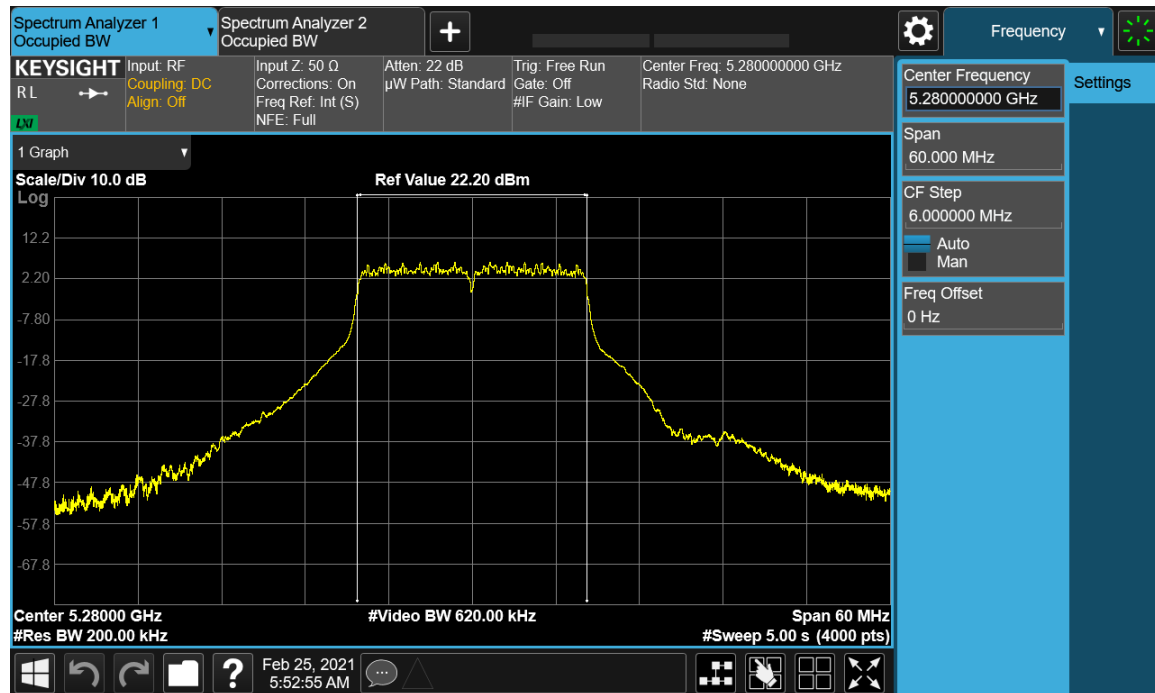 Spectrum Analyzer 1
Occupied BW
Spectrum Analyzer 2
Occupied BW
+
Frequency
KEYSIGHT
R L
LXI
Input: RF
Coupling: DC
Align: Off
Input Z: 50 Ω
Corrections: On
Freq Ref: Int (S)
NFE: Full
Atten: 22 dB
µW Path: Standard
Trig: Free Run
Gate: Off
#IF Gain: Low
Center Freq: 5.280000000 GHz
Radio Std: None
Center Frequency
5.280000000 GHz
Settings
Span
60.000 MHz
CF Step
6.000000 MHz
Auto
Man
Freq Offset
0 Hz
1 Graph
Scale/Div 10.0 dB
Ref Value 22.20 dBm
Log
12.2
2.20
-7.80
-17.8
-27.8
-37.8
-47.8
-57.8
-67.8
Center 5.28000 GHz
#Video BW 620.00 kHz
Span 60 MHz
#Res BW 200.00 kHz
#Sweep 5.00 s (4000 pts)
?
Feb 25, 2021
5:52:55 AM